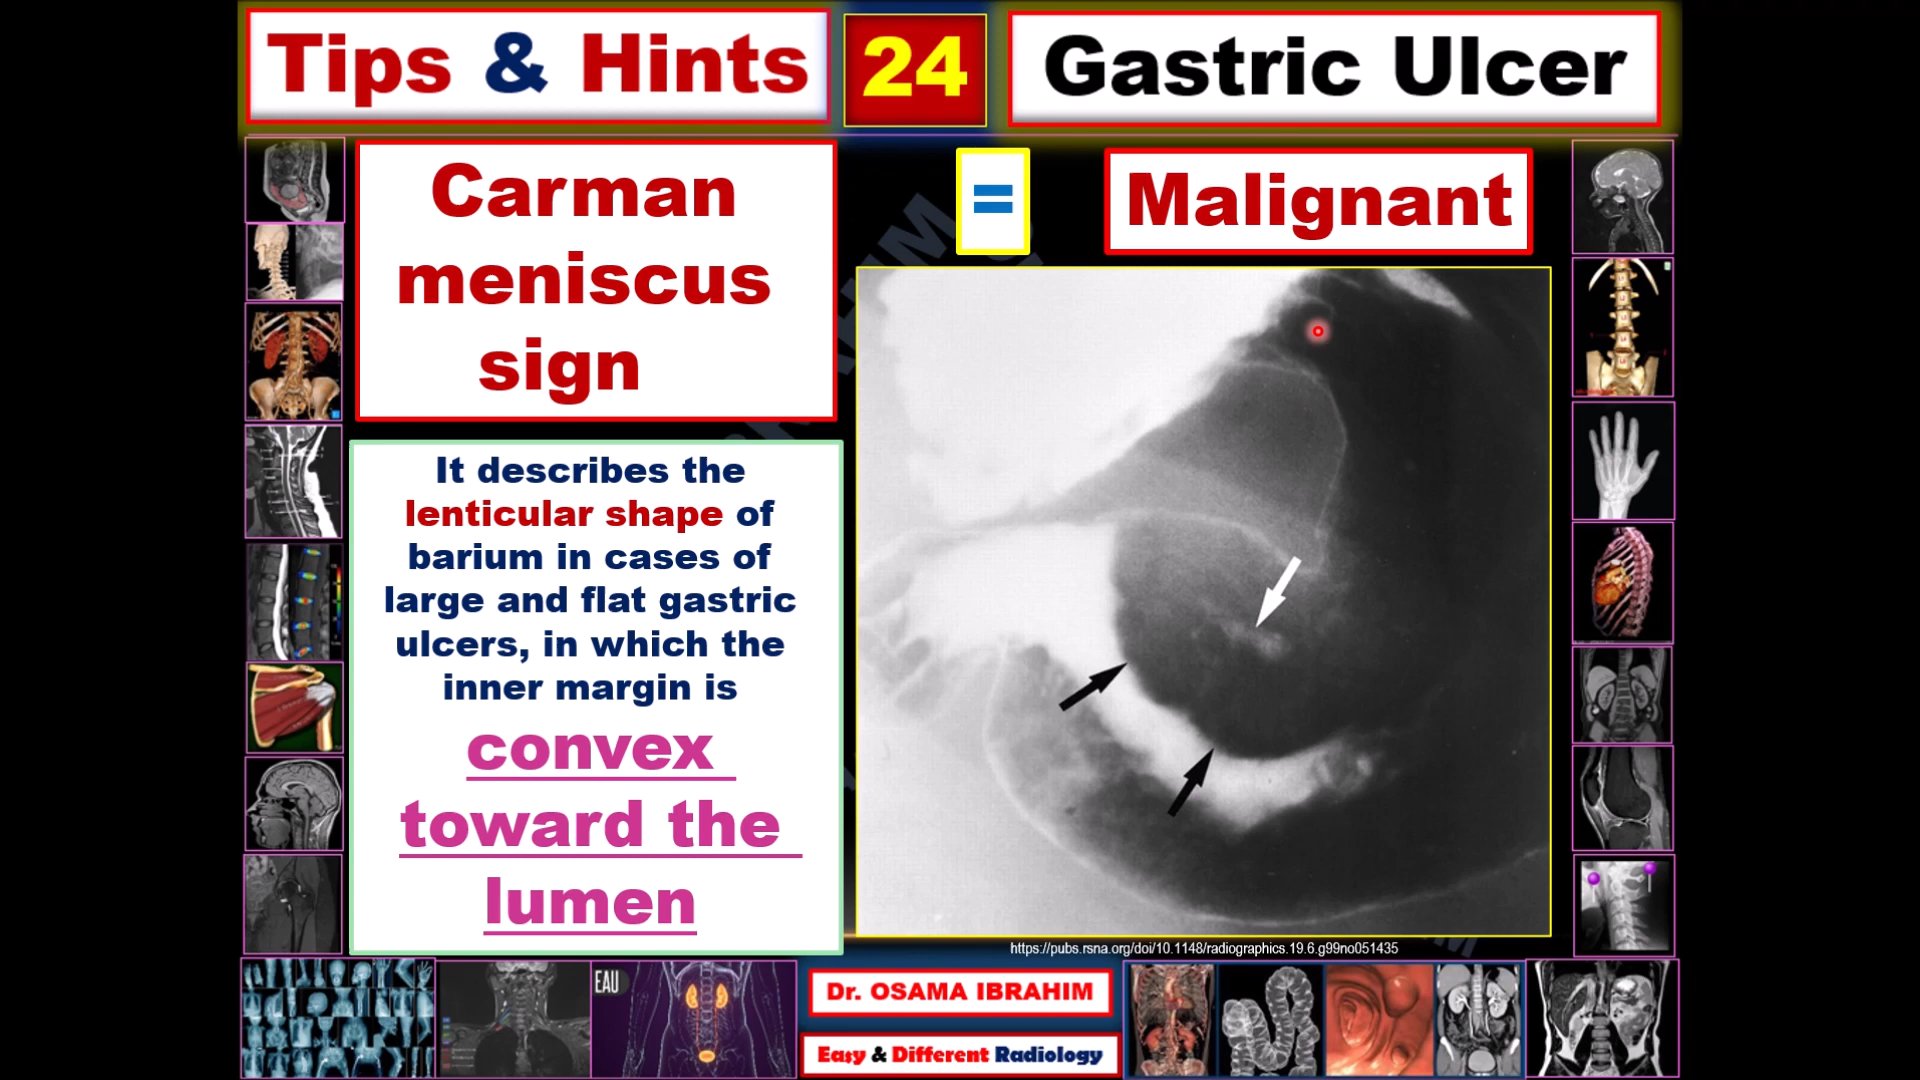 Tips & Hints
24
Gastric Ulcer
Carman
meniscus
sign
=
Malignant
It describes the
lenticular shape of
barium in cases of
large and flat gastric
ulcers, in which the
inner margin is
convex
toward the
lumen
https://pubs.rsna.org/doi/10.1148/radiographics.19.6.g99no051435
EAU
Dr. OSAMA IBRAHIM
Easy & Different Radiology